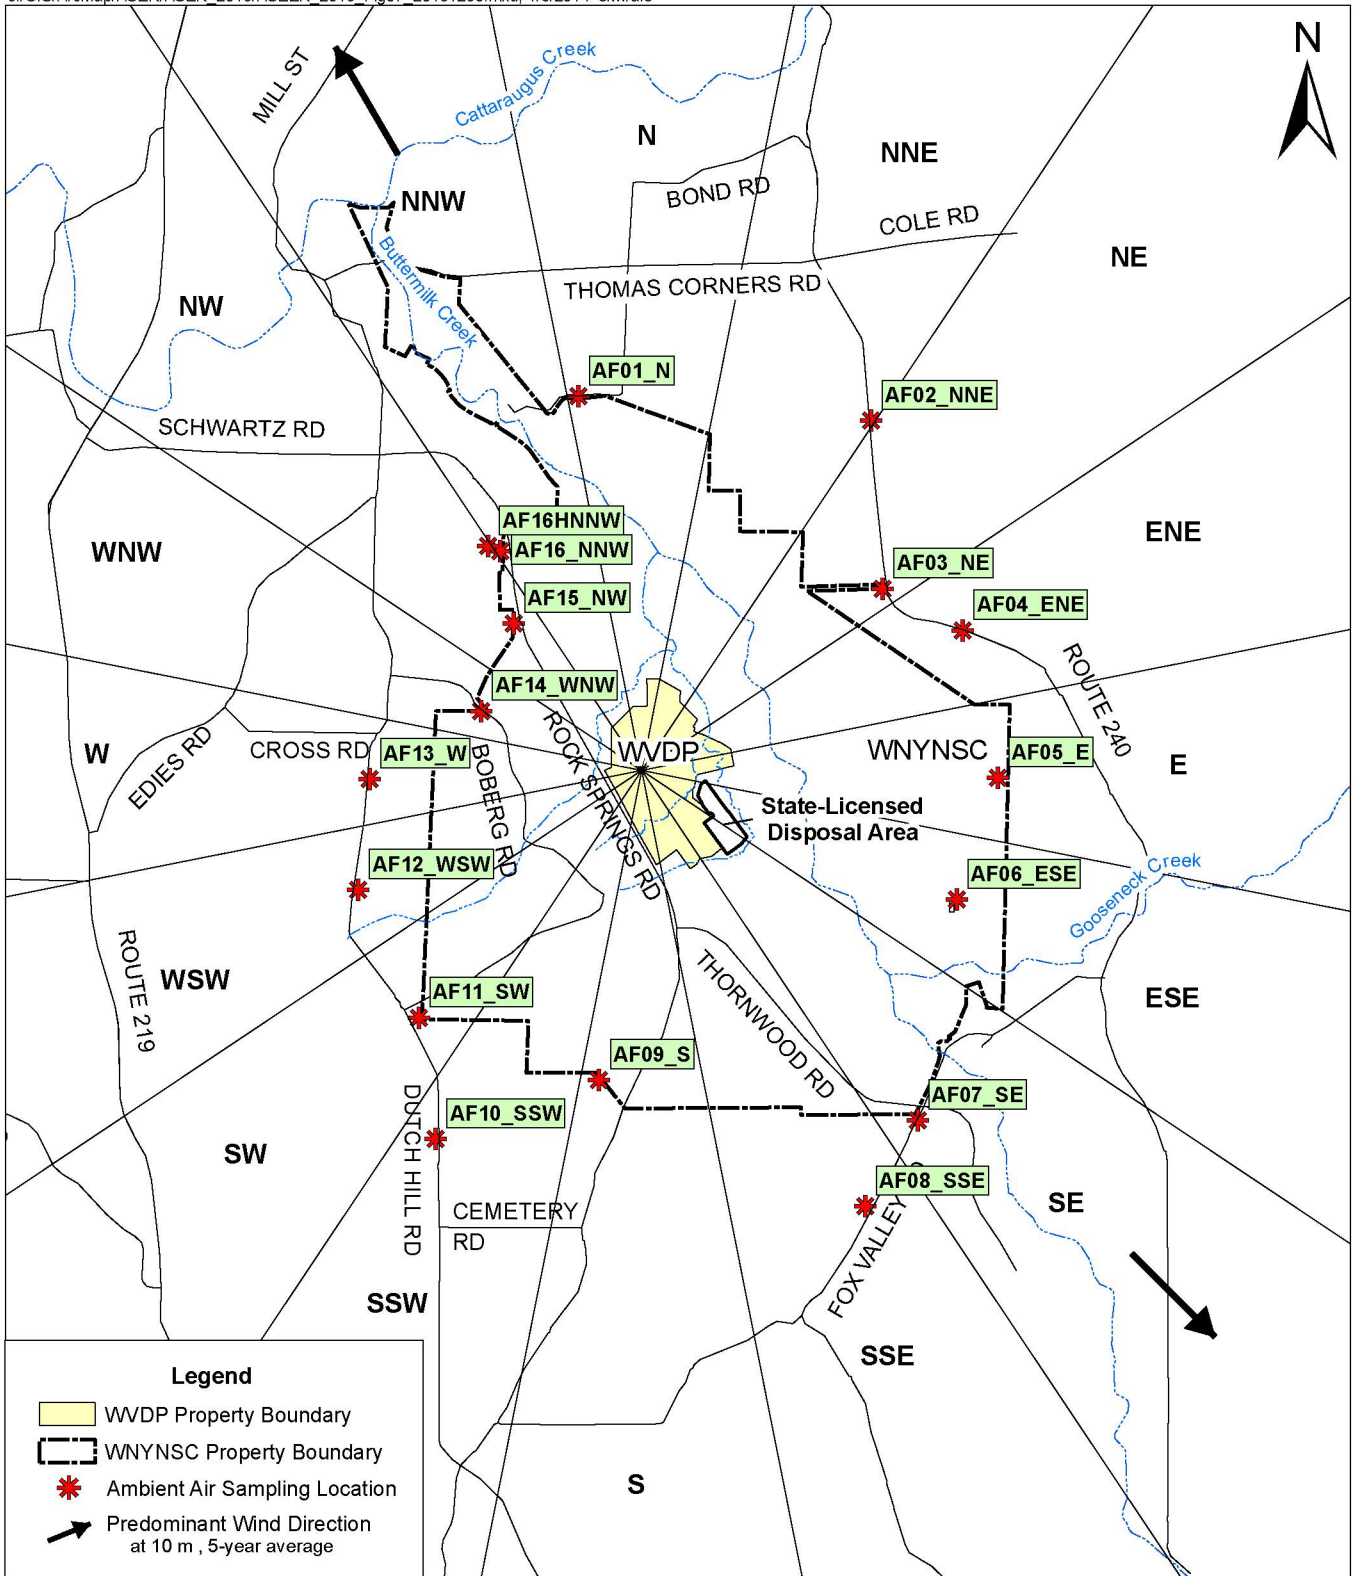 N
MILL ST
Cattaraugus Creek
N
NNE
BOND RD
NNW
COLE RD
Buttermilk Creek
NE
THOMAS CORNERS RD
NW
AF01_N
AF02_NNE
SCHWARTZ RD
AF16HNNW
ENE
WNW
AF16_NNW
AF03_NE
AF15_NW
AF04_ENE
ROUTE 240
AF14_WNW
ROCK SPRINGS RD
WVDP
WNYNSC
AF05_E
W
EDIES RD
CROSS RD
AF13_W
BOBERG RD
E
State-Licensed
Disposal Area
AF12_WSW
AF06_ESE
Gooseneck Creek
ROUTE 219
WSW
AF11_SW
THORNWOOD RD
ESE
AF09_S
AF07_SE
DUTCH HILL RD
AF10_SSW
SW
AF08_SSE
SE
CEMETERY
RD
FOX VALLEY
SSW
SSE
S
Legend
WVDP Property Boundary
WNYNSC Property Boundary
Ambient Air Sampling Location
Predominant Wind Direction
at 10 m , 5-year average